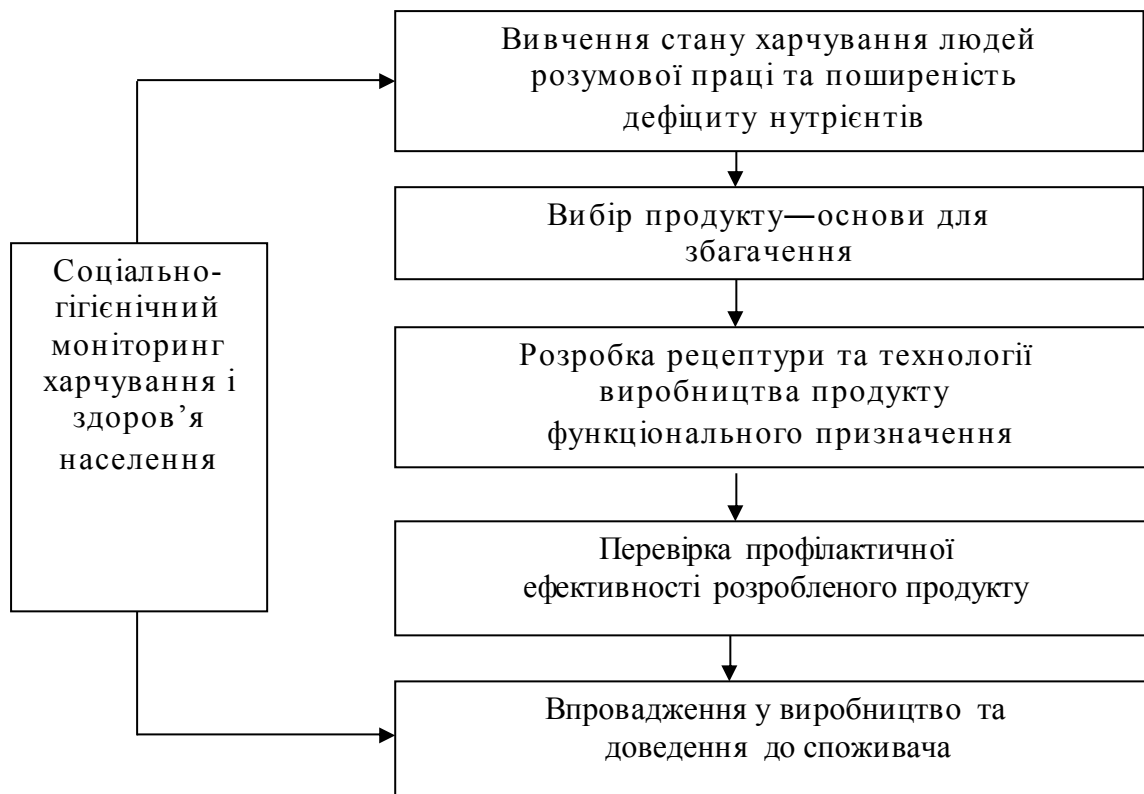 Вивчення стану харчування людей
розумової праці та поширеність
дефіциту нутрієнтів
Вибір продукту—основи для
збагачення
Соціально-
гігієнічний
моніторинг
харчування і
здоров’я
населення
Розробка рецептури та технології
виробництва продукту
функціонального призначення
Перевірка профілактичної
ефективності розробленого продукту
Впровадження у виробництво та
доведення до споживача